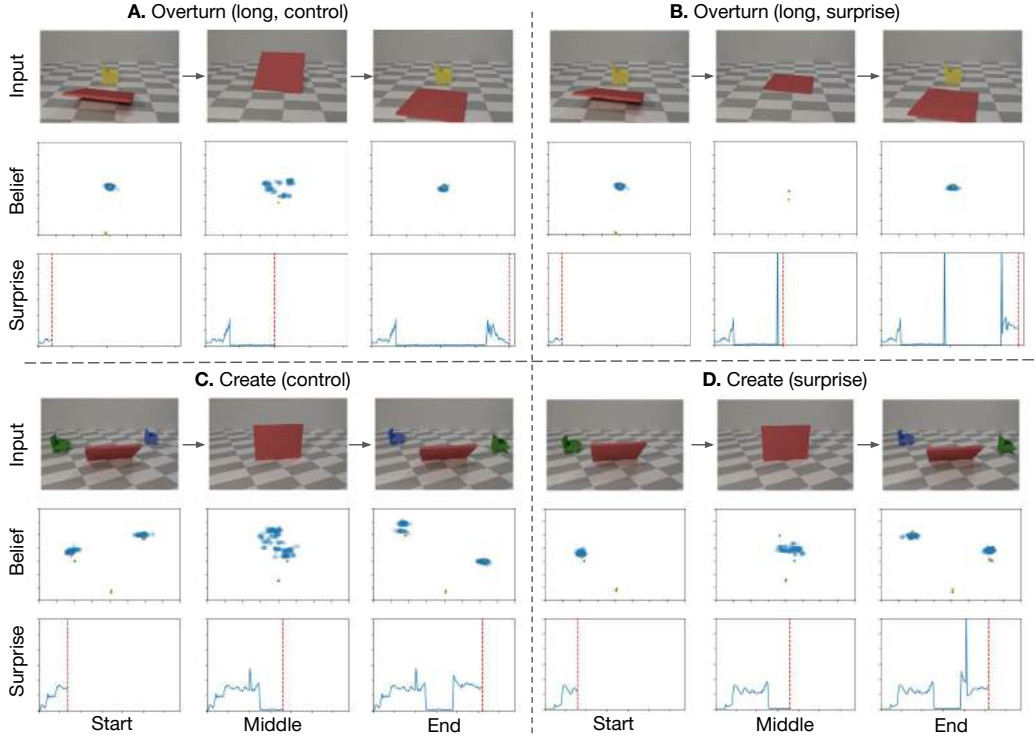 A. Overturn (long, control)
B. Overturn (long, surprise)
Input
Belief
Surprise
C. Create (control)
D. Create (surprise)
Input
Belief
Surprise
Start
Middle
End
Start
Middle
End